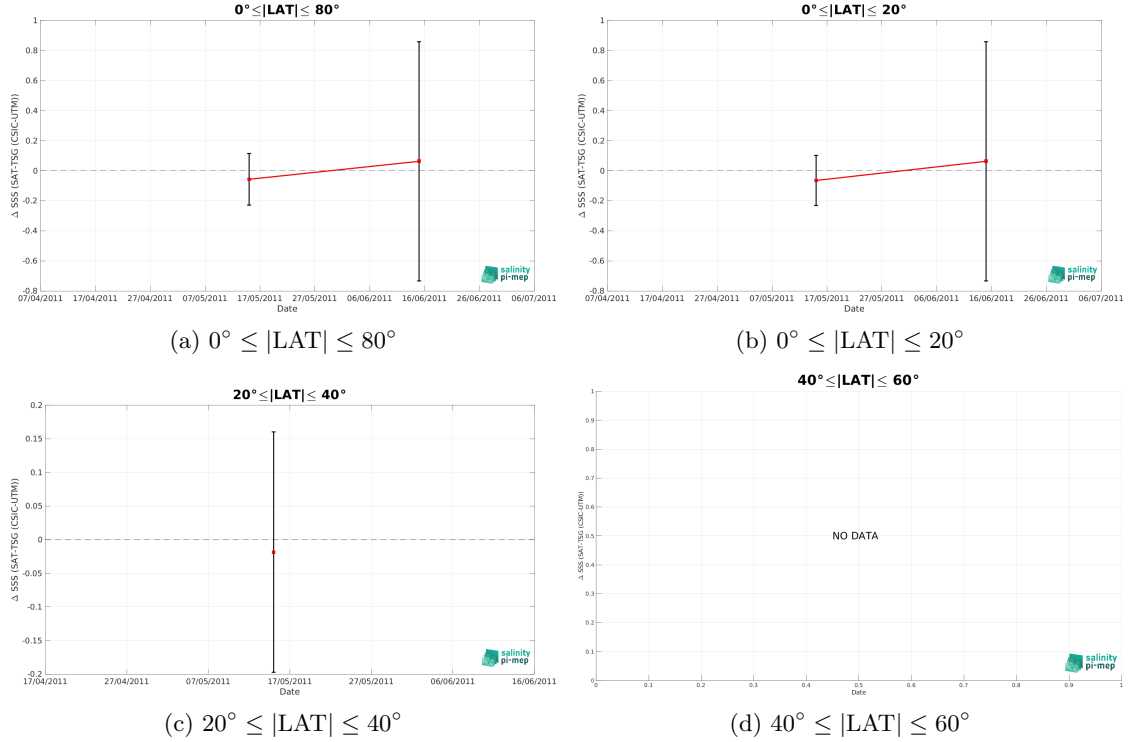 0°≤|LAT|≤ 80°
Δ SSS (SAT-TSG (CSIC-UTM))
1
0.8
0.6
0.4
0.2
0
-0.2
-0.4
-0.6
-0.8
07/04/2011 17/04/2011 27/04/2011 07/05/2011 17/05/2011 27/05/2011 06/06/2011 16/06/2011 26/06/2011 06/07/2011
Date
salinity
pi-mep
(a) 0° ≤ |LAT| ≤ 80°
0°≤|LAT|≤ 20°
Δ SSS (SAT-TSG (CSIC-UTM))
1
0.8
0.6
0.4
0.2
0
-0.2
-0.4
-0.6
-0.8
07/04/2011 17/04/2011 27/04/2011 07/05/2011 17/05/2011 27/05/2011 06/06/2011 16/06/2011 26/06/2011 06/07/2011
Date
salinity
pi-mep
(b) 0° ≤ |LAT| ≤ 20°
20°≤|LAT|≤ 40°
Δ SSS (SAT-TSG (CSIC-UTM))
0.2
0.15
0.1
0.05
0
-0.05
-0.1
-0.15
-0.2
17/04/2011 27/04/2011 07/05/2011 17/05/2011 27/05/2011 06/06/2011 16/06/2011
Date
salinity
pi-mep
(c) 20° ≤ |LAT| ≤ 40°
40°≤|LAT|≤ 60°
Δ SSS (SAT-TSG (CSIC-UTM))
1
0.9
0.8
0.7
0.6
0.5
0.4
0.3
0.2
0.1
0
NO DATA
0 0.1 0.2 0.3 0.4 0.5 0.6 0.7 0.8 0.9 1
Date
salinity
pi-mep
(d) 40° ≤ |LAT| ≤ 60°